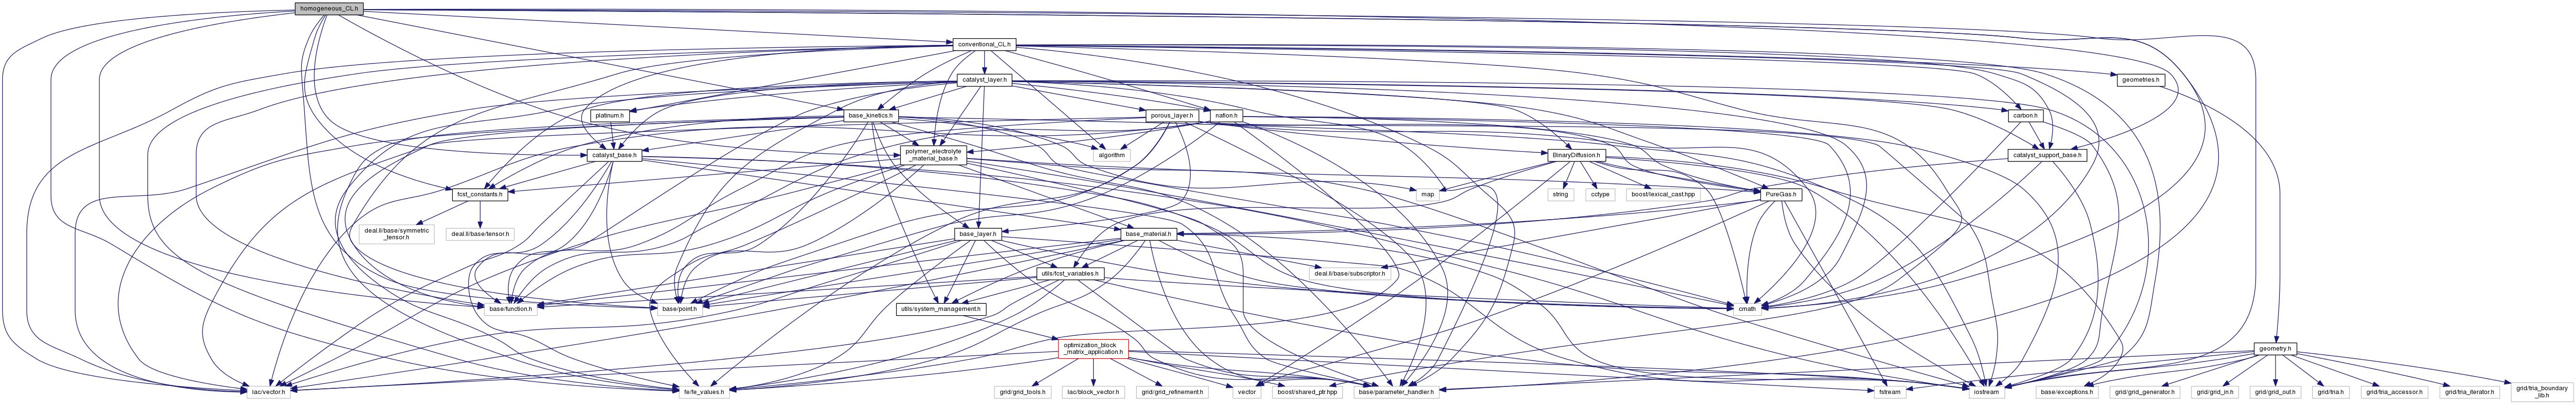 homogeneous_CL.h
conventional_CL.h
catalyst_layer.h
geometries.h
platinum.h
base_kinetics.h
porous_layer.h
nafion.h
carbon.h
catalyst_base.h
polymer_electrolyte
_material_base.h
algorithm
BinaryDiffusion.h
catalyst_support_base.h
fcst_constants.h
map
string
cctype
boost/lexical_cast.hpp
PureGas.h
deal.II/base/symmetric
_tensor.h
deal.II/base/tensor.h
base_layer.h
base_material.h
utils/fcst_variables.h
deal.II/base/subscriptor.h
base/function.h
base/point.h
utils/system_management.h
cmath
optimization_block
_matrix_application.h
geometry.h
lac/vector.h
fe/fe_values.h
grid/grid_tools.h
lac/block_vector.h
grid/grid_refinement.h
vector
boost/shared_ptr.hpp
base/parameter_handler.h
fstream
iostream
base/exceptions.h
grid/grid_generator.h
grid/grid_in.h
grid/grid_out.h
grid/tria.h
grid/tria_accessor.h
grid/tria_iterator.h
grid/tria_boundary
_lib.h